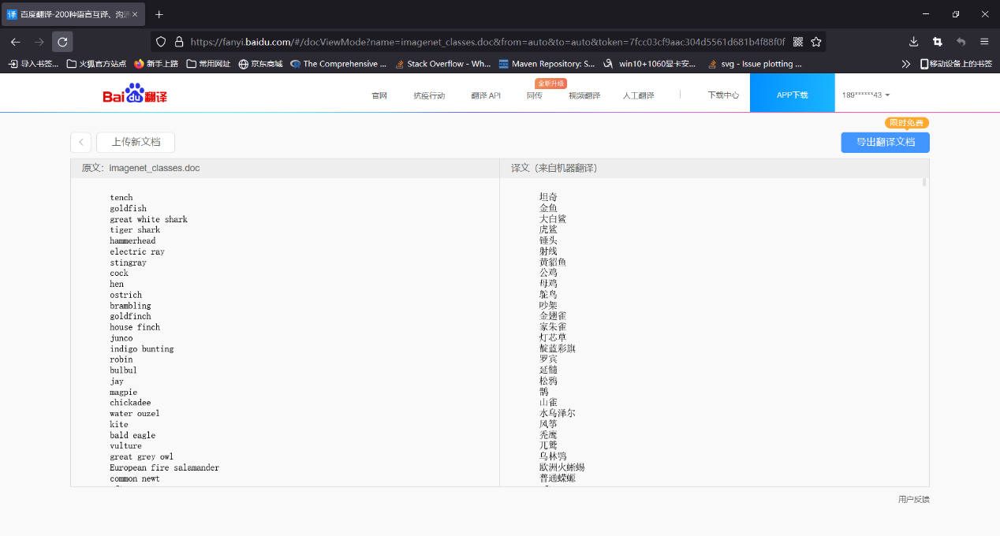 译 百度翻译-200种语言互译、沟通
https://fanyi.baidu.com/#/docViewMode?name=imagenet_classes.doc&from=auto&to=auto&token=7fcc03cf9aac304d5561d681b4f88f0f
导入书签... 火狐官方站点 新手上路 常用网址 京东商城 The Comprehensive ... Stack Overflow - Wh... Maven Repository: S... win10+1060显卡安... svg - Issue plotting ... 移动设备上的书签
全新升级
Bai du 翻译 官网 抗疫行动 翻译 API 同传 视频翻译 人工翻译 下载中心 APP下载 189******43
限时免费
上传新文档 导出翻译文档
原文：imagenet_classes.doc
译文（来自机器翻译）
tench
goldfish
great white shark
tiger shark
hammerhead
electric ray
stingray
cock
hen
ostrich
brambling
goldfinch
house finch
junco
indigo bunting
robin
bulbul
jay
magpie
chickadee
water ouzel
kite
bald eagle
vulture
great grey owl
European fire salamander
common newt
坦奇
金鱼
大白鲨
虎鲨
锤头
射线
黄貂鱼
公鸡
母鸡
鸵鸟
吵架
金翅雀
家朱雀
灯芯草
靛蓝彩旗
罗宾
延髓
松鸦
鹊
山雀
水乌泽尔
风筝
秃鹰
兀鹫
乌林鸮
欧洲火蜥蜴
普通蝾螈
用户反馈